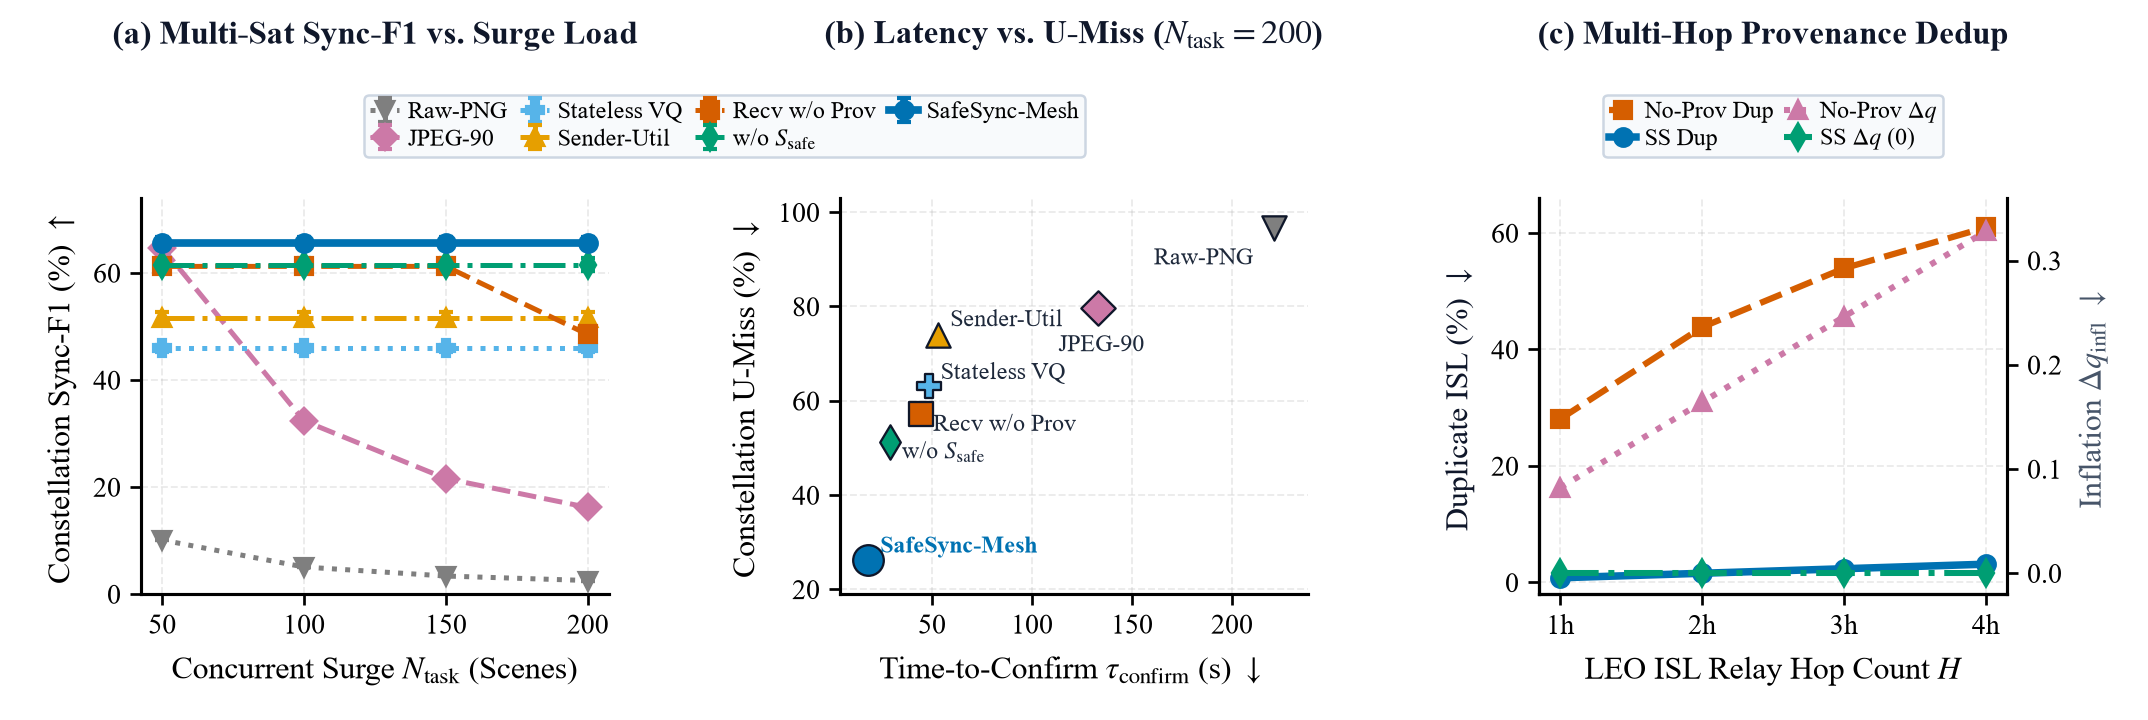 (a) Multi-Sat Sync-F1 vs. Surge Load
(b) Latency vs. U-Miss (N_task = 200)
(c) Multi-Hop Provenance Dedup
Raw-PNG
JPEG-90
Stateless VQ
Sender-Util
Recv w/o Prov
w/o S_safe
SafeSync-Mesh
No-Prov Dup
SS Dup
No-Prov Δq
SS Δq (0)
Constellation Sync-F1 (%) ↑
60
40
20
0
50
100
150
200
Concurrent Surge N_task (Scenes)
Constellation U-Miss (%) ↓
100
80
60
40
20
Raw-PNG
Sender-Util
JPEG-90
Stateless VQ
Recv w/o Prov
w/o S_safe
SafeSync-Mesh
50
100
150
200
Time-to-Confirm τ_confirm (s) ↓
Duplicate ISL (%) ↓
60
40
20
0
1h
2h
3h
4h
LEO ISL Relay Hop Count H
0.3
0.2
0.1
0.0
Inflation Δq_infl ↓